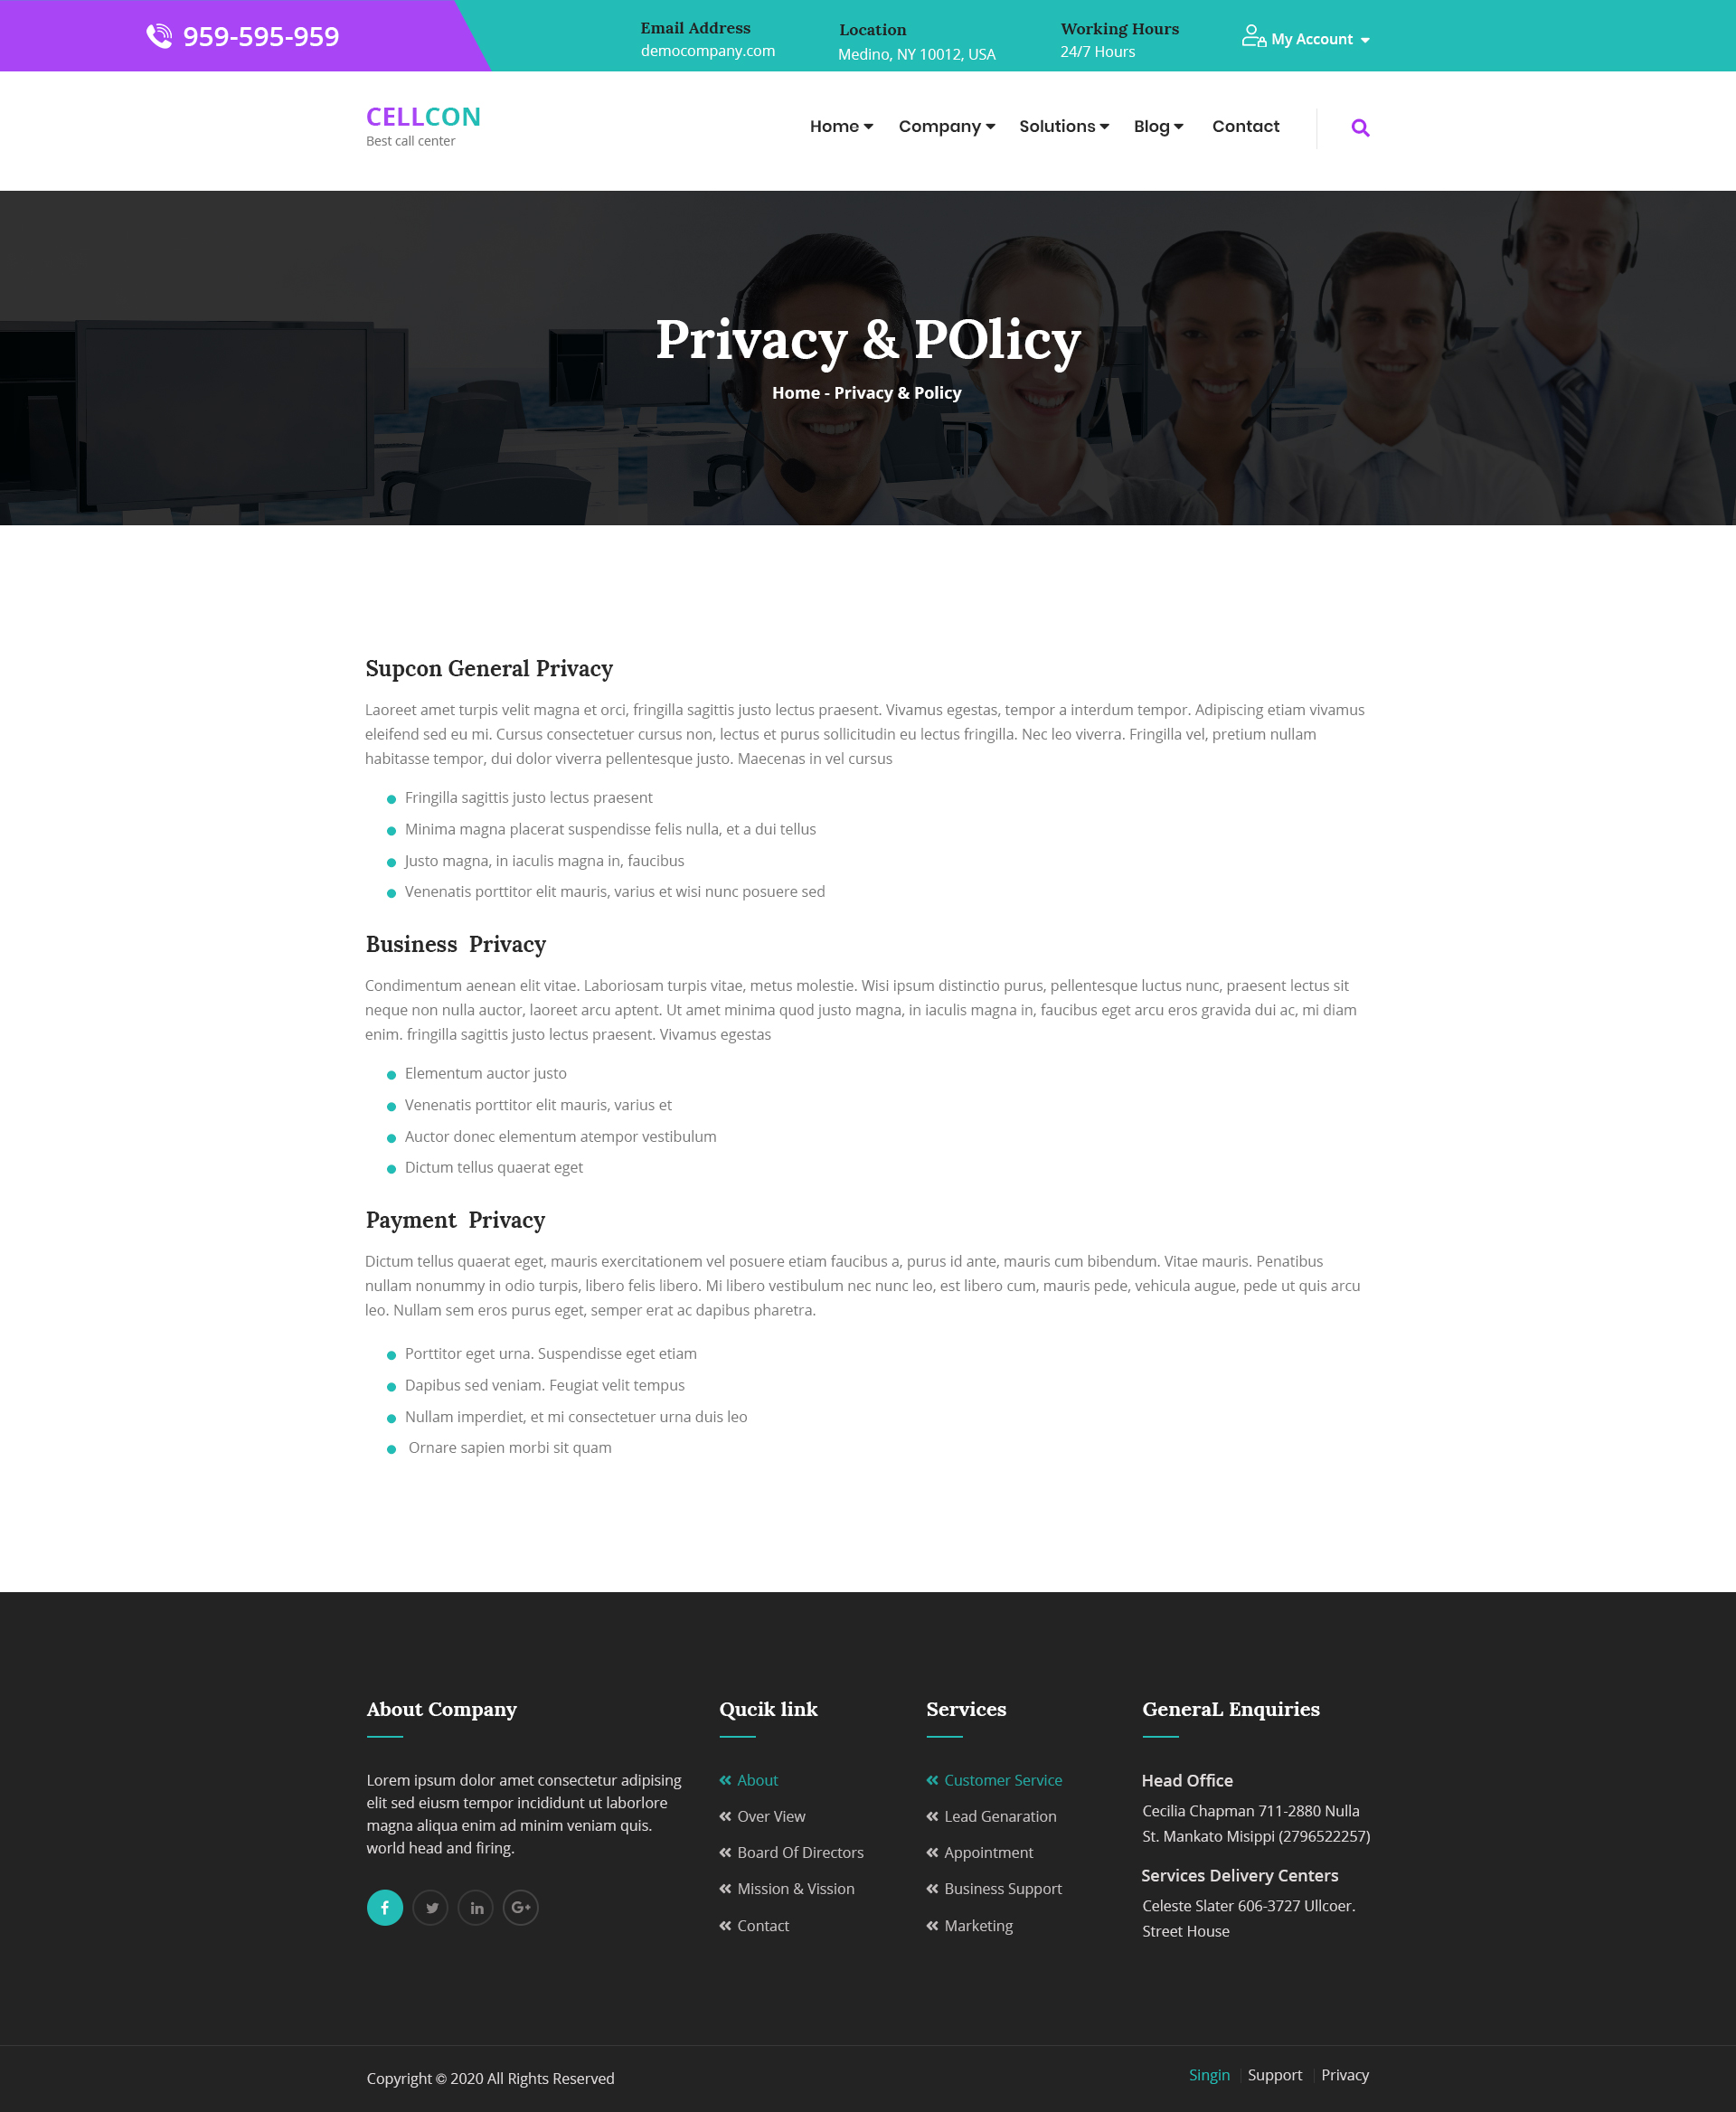 959-595-959
Email Address
democompany.com
Location
Medino, NY 10012, USA
Working Hours
24/7 Hours
My Account
CELLCON
Best call center
Home Company Solutions Blog Contact
Privacy & POlicy
Home - Privacy & Policy
Supcon General Privacy
Laoreet amet turpis velit magna et orci, fringilla sagittis justo lectus praesent. Vivamus egestas, tempor a interdum tempor. Adipiscing etiam vivamus
eleifend sed eu mi. Cursus consectetuer cursus non, lectus et purus sollicitudin eu lectus fringilla. Nec leo viverra. Fringilla vel, pretium nullam
habitasse tempor, dui dolor viverra pellentesque justo. Maecenas in vel cursus
Fringilla sagittis justo lectus praesent
Minima magna placerat suspendisse felis nulla, et a dui tellus
Justo magna, in iaculis magna in, faucibus
Venenatis porttitor elit mauris, varius et wisi nunc posuere sed
Business Privacy
Condimentum aenean elit vitae. Laboriosam turpis vitae, metus molestie. Wisi ipsum distinctio purus, pellentesque luctus nunc, praesent lectus sit
neque non nulla auctor, laoreet arcu aptent. Ut amet minima quod justo magna, in iaculis magna in, faucibus eget arcu eros gravida dui ac, mi diam
enim. fringilla sagittis justo lectus praesent. Vivamus egestas
Elementum auctor justo
Venenatis porttitor elit mauris, varius et
Auctor donec elementum atempor vestibulum
Dictum tellus quaerat eget
Payment Privacy
Dictum tellus quaerat eget, mauris exercitationem vel posuere etiam faucibus a, purus id ante, mauris cum bibendum. Vitae mauris. Penatibus
nullam nonummy in odio turpis, libero felis libero. Mi libero vestibulum nec nunc leo, est libero cum, mauris pede, vehicula augue, pede ut quis arcu
leo. Nullam sem eros purus eget, semper erat ac dapibus pharetra.
Porttitor eget urna. Suspendisse eget etiam
Dapibus sed veniam. Feugiat velit tempus
Nullam imperdiet, et mi consectetuer urna duis leo
Ornare sapien morbi sit quam
About Company
Lorem ipsum dolor amet consectetur adipising
elit sed eiusm tempor incididunt ut laborlore
magna aliqua enim ad minim veniam quis.
world head and firing.
Qucik link
About
Over View
Board Of Directors
Mission & Vission
Contact
Services
Customer Service
Lead Genaration
Appointment
Business Support
Marketing
GeneraL Enquiries
Head Office
Cecilia Chapman 711-2880 Nulla
St. Mankato Misippi (2796522257)
Services Delivery Centers
Celeste Slater 606-3727 Ullcoer.
Street House
Copyright © 2020 All Rights Reserved
Singin Support Privacy